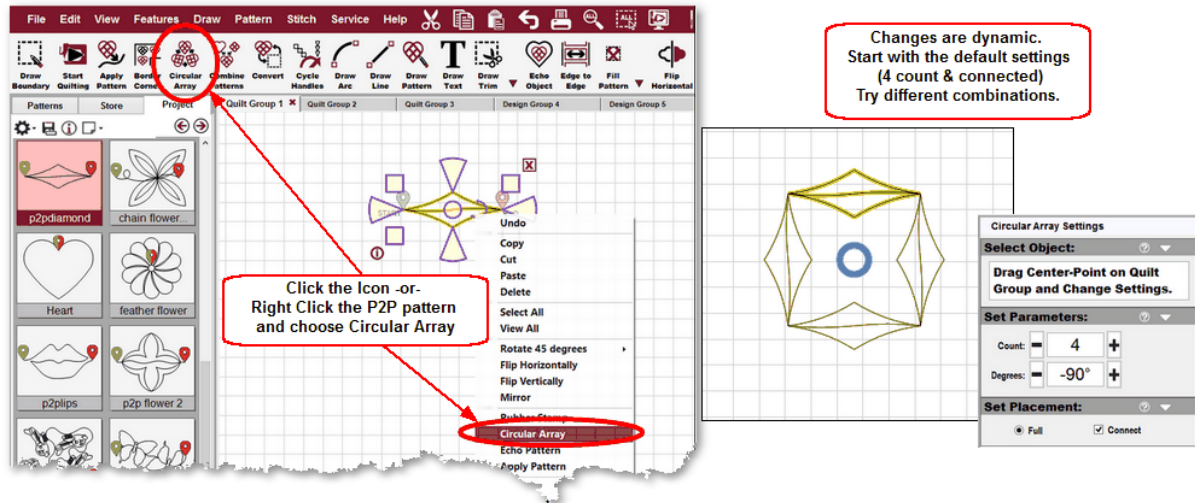 File Edit View Features Draw Pattern Stitch Service Help
Draw Boundary
Start Quilting
Apply Pattern
Border Corner
Circular Array
Combine Patterns
Convert
Cycle Handles
Draw Arc
Draw Line
Draw Pattern
Draw Text
Draw Trim
Echo Object
Edge to Edge
Fill Pattern
Flip Horizontal
Patterns Store Project
Quilt Group 1 Quilt Group 2 Quilt Group 3 Design Group 4 Design Group 5
p2pdiamond
chain flower...
Heart
feather flower
p2plips
p2p flower 2
START
Click the Icon -or-
Right Click the P2P pattern
and choose Circular Array
Undo
Copy
Cut
Paste
Delete
Select All
View All
Rotate 45 degrees
Flip Horizontally
Flip Vertically
Mirror
Rubber Stamp
Circular Array
Echo Pattern
Apply Pattern
Changes are dynamic.
Start with the default settings
(4 count & connected)
Try different combinations.
Circular Array Settings
Select Object:
Drag Center-Point on Quilt
Group and Change Settings.
Set Parameters:
Count: 4
Degrees: -90°
Set Placement:
Full Connect